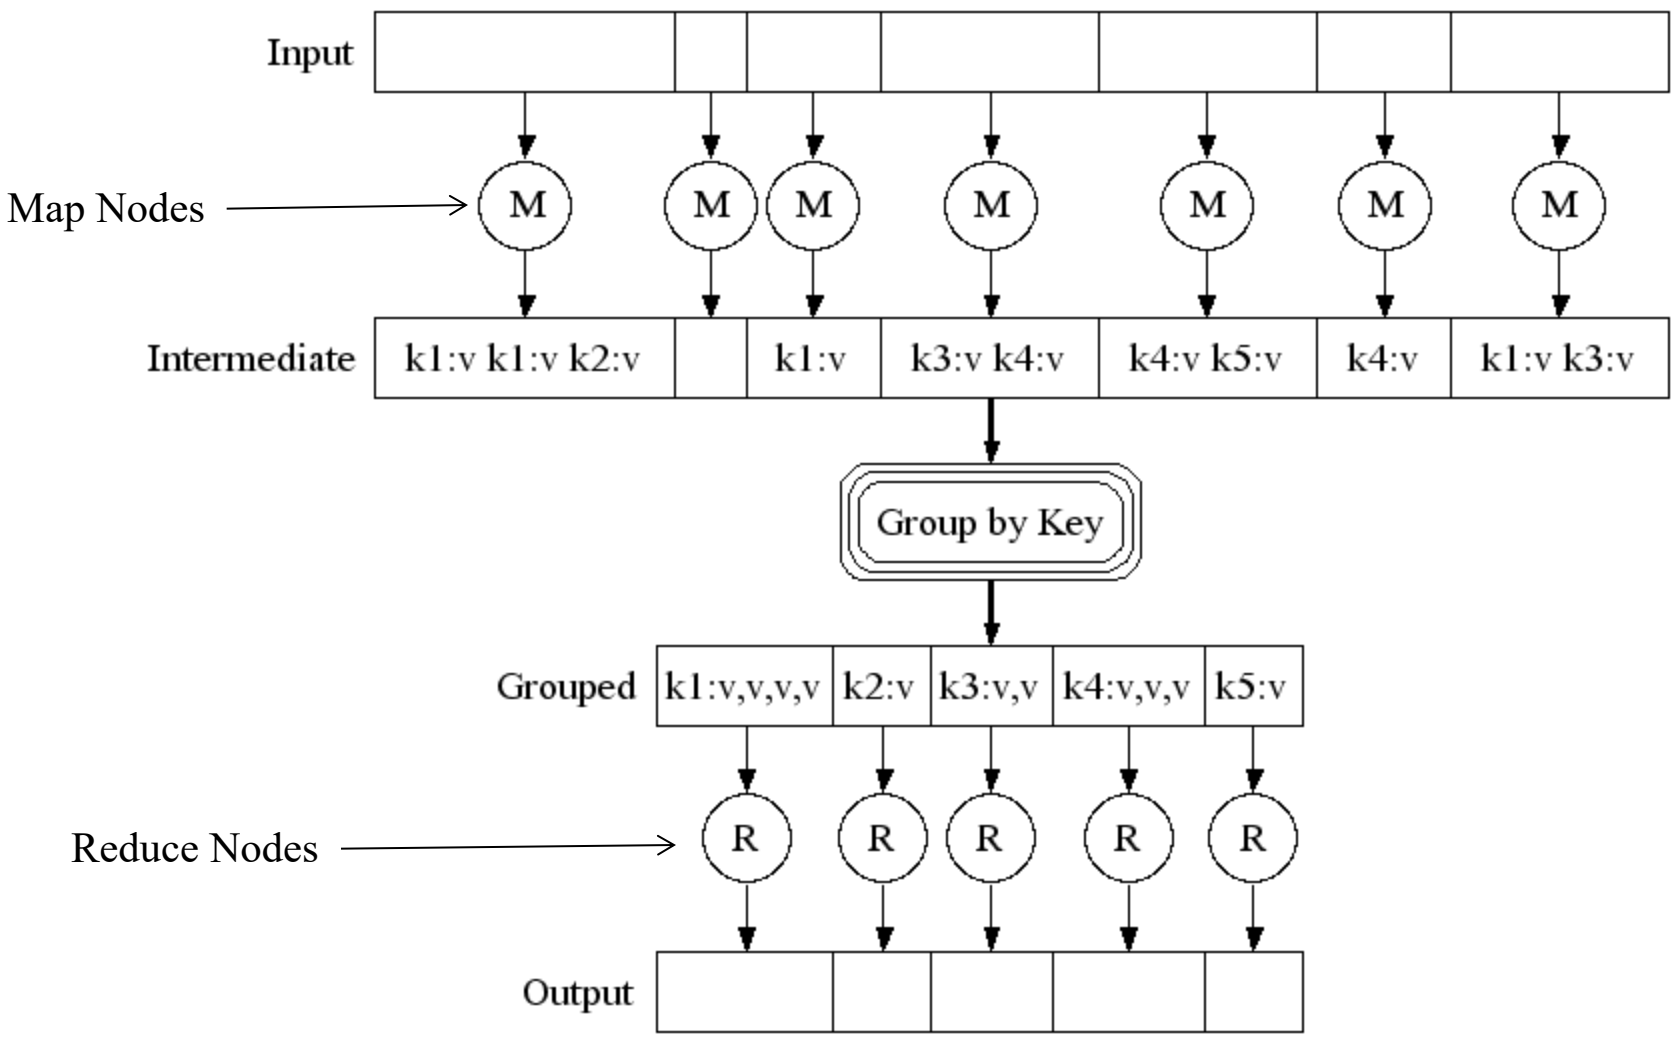 Input
Map Nodes M M M M M M M
Intermediate k1:v k1:v k2:v k1:v k3:v k4:v k4:v k5:v k4:v k1:v k3:v
Group by Key
Grouped k1:v,v,v,v k2:v k3:v,v k4:v,v,v k5:v
Reduce Nodes R R R R R
Output